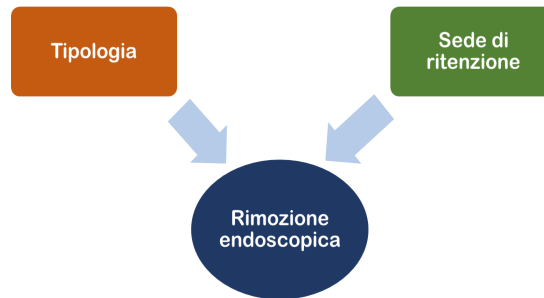 Tipologia
Sede di
ritenzione
Rimozione
endoscopica